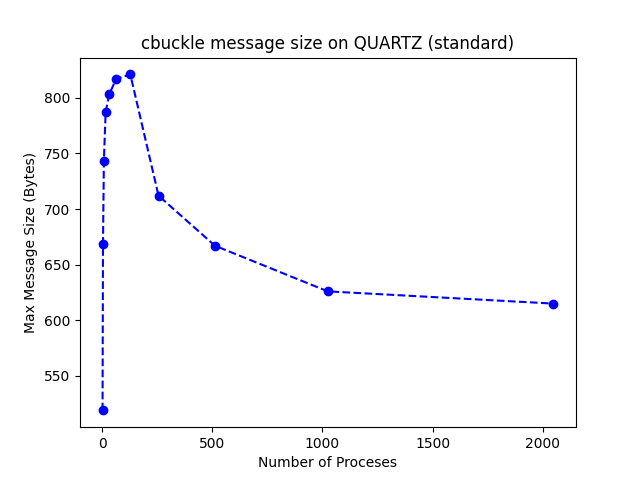 cbuckle message size on QUARTZ (standard)
Max Message Size (Bytes)
800
750
700
650
600
550
0 500 1000 1500 2000
Number of Proceses